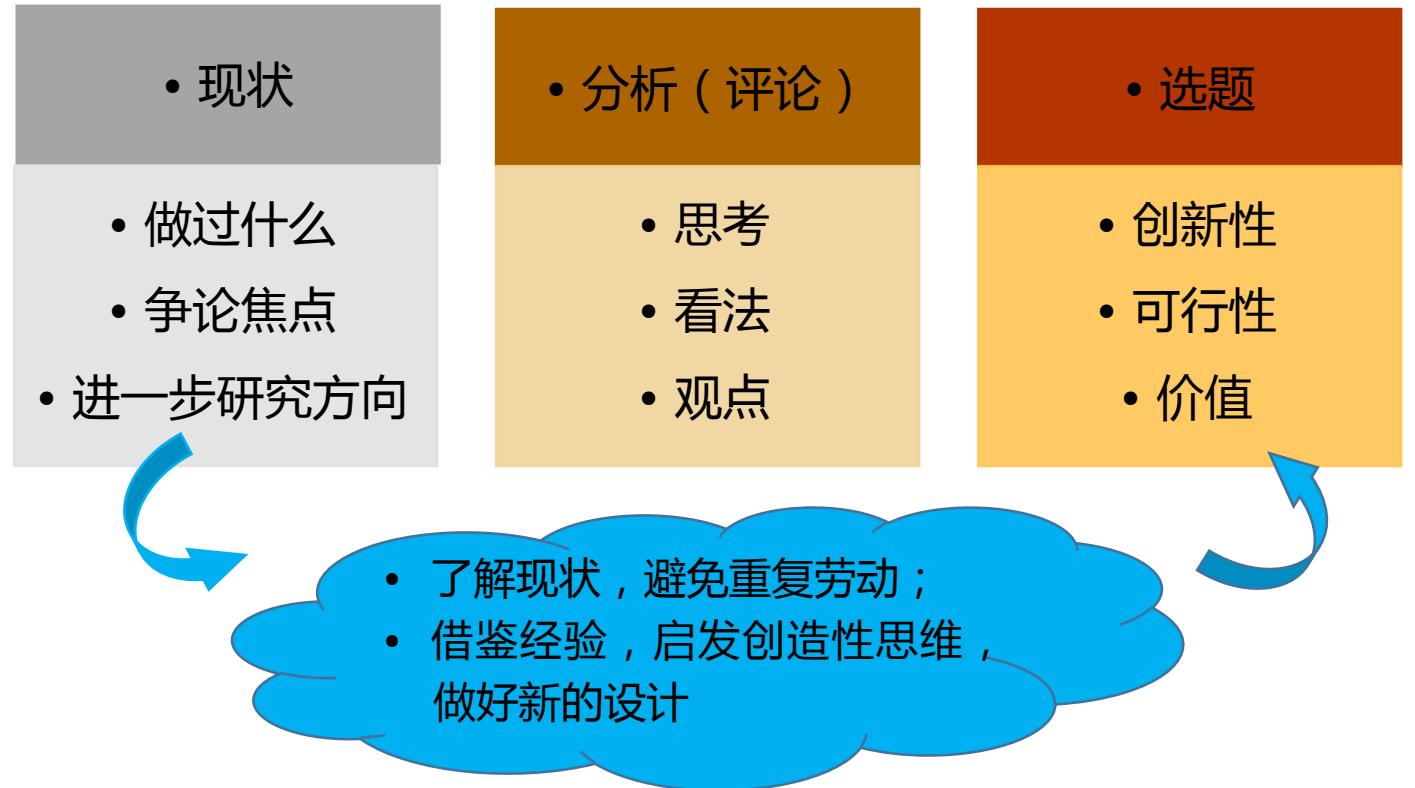 • 现状
• 做过什么
• 争论焦点
• 进一步研究方向
• 分析（评论）
• 思考
• 看法
• 观点
• 选题
• 创新性
• 可行性
• 价值
• 了解现状，避免重复劳动；
• 借鉴经验，启发创造性思维，
做好新的设计